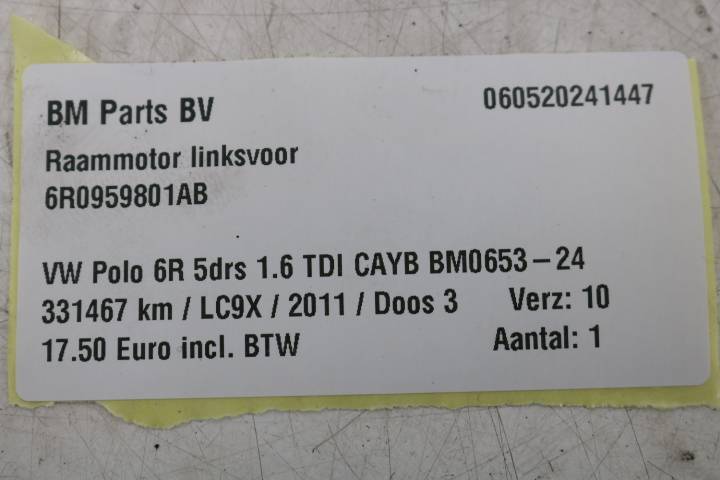 BM Parts BV 060520241447
Raammotor linksvoor
6R0959801AB
VW Polo 6R 5drs 1.6 TDI CAYB BM0653-24
331467 km / LC9X / 2011 / Doos 3 Verz: 10
17.50 Euro incl. BTW Aantal: 1